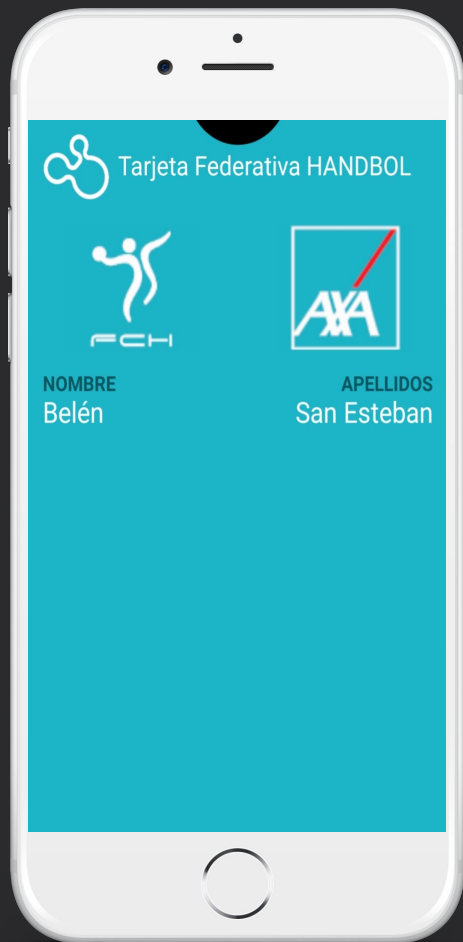 Tarjeta Federativa HANDBOL
FCH
AXA
NOMBRE
APELLIDOS
Belén
San Esteban